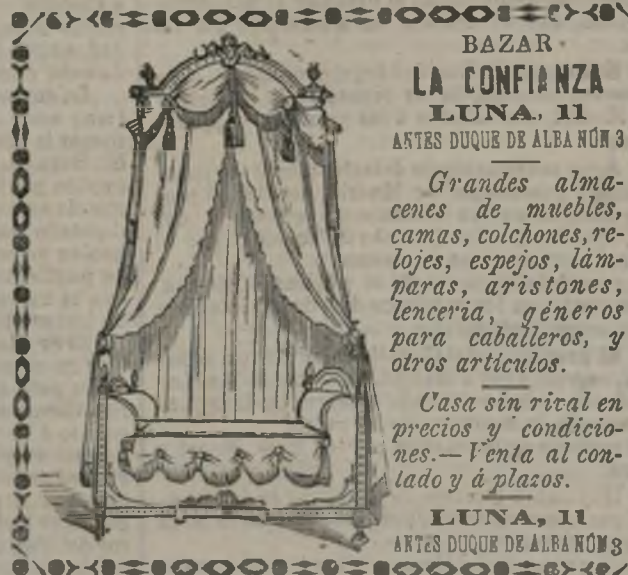 BAZAR
LA CONFIANZA
LUNA, 11
ANTES DUQUE DE ALBA NÚM 3
Grandes alma-
cenes de muebles,
camas, colchones, re-
lojes, espejos, lám-
paras, aristones,
lenceria, géneros
para caballeros, y
otros artículos.
Casa sin rival en
precios y condicio-
nes.—Venta al con-
tado y á plazos.
LUNA, 11
ANTES DUQUE DE ALBA NÚM 3